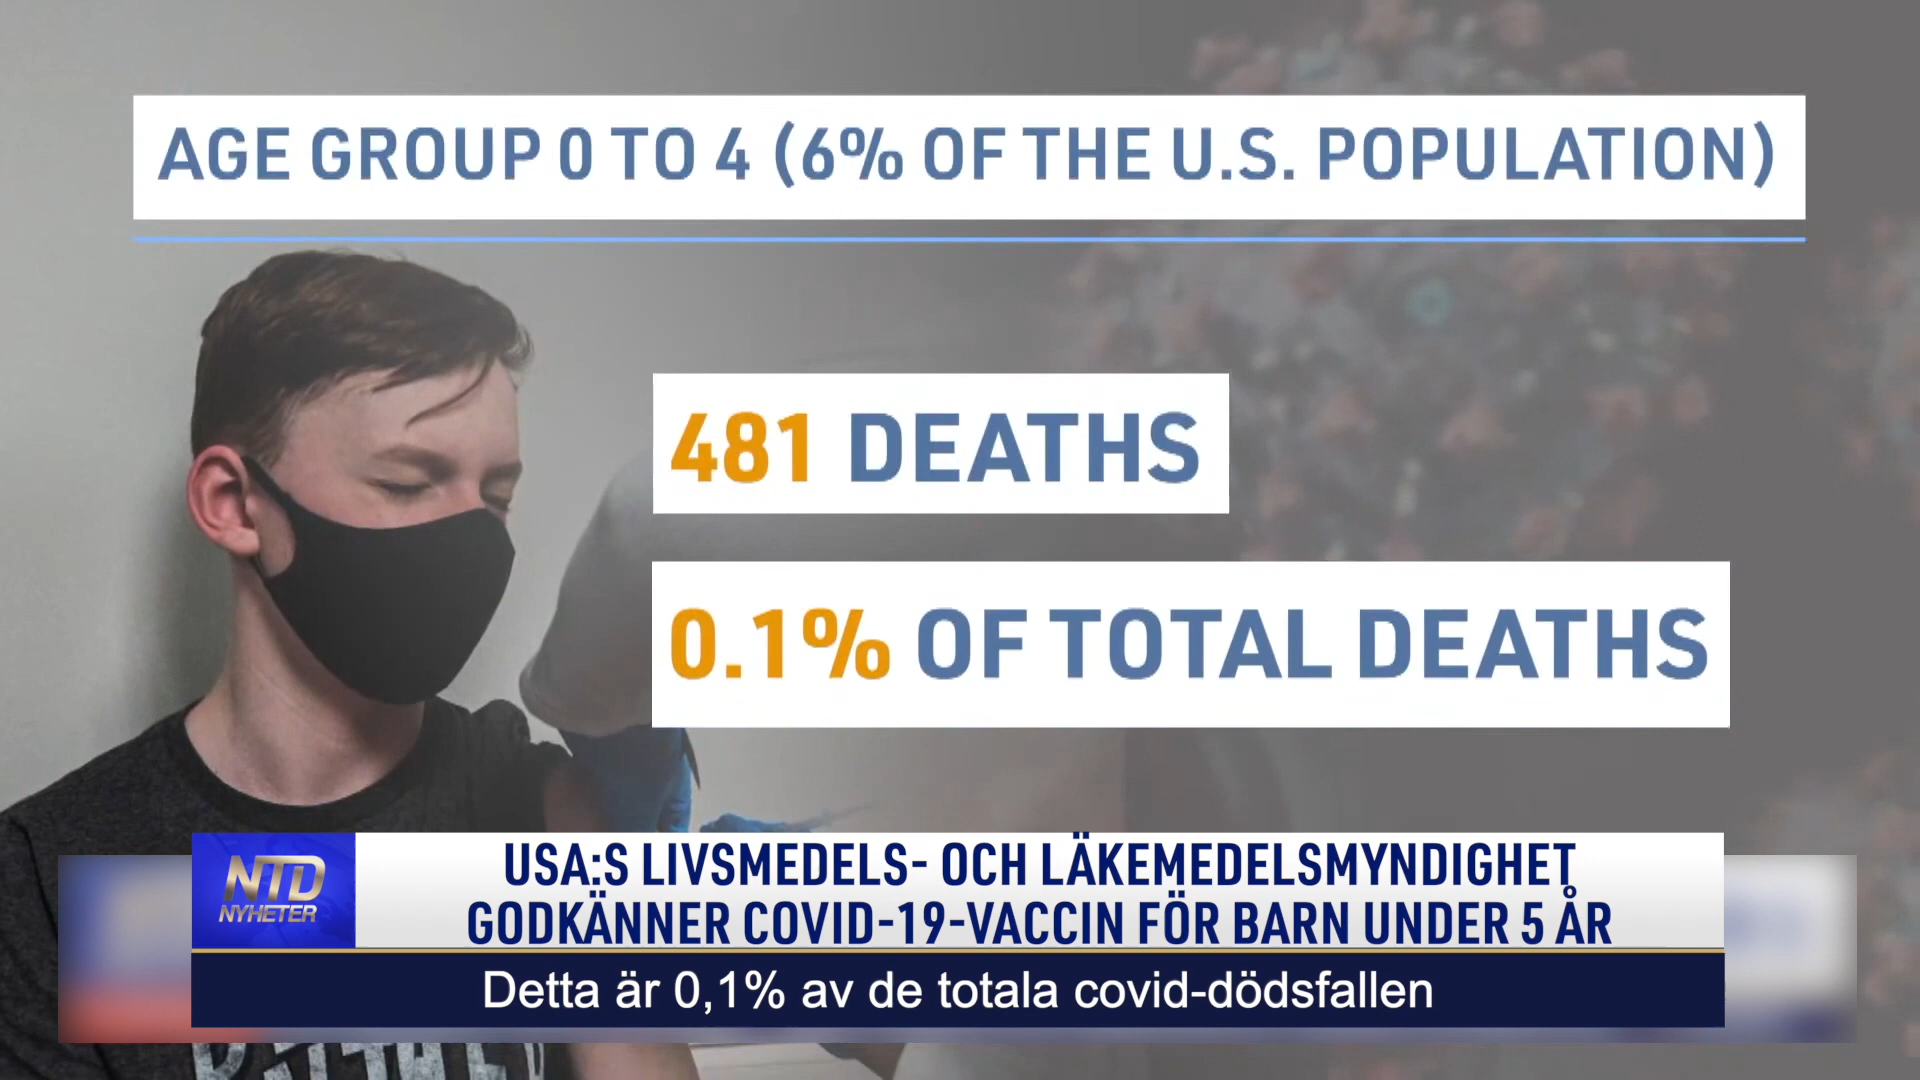 AGE GROUP 0 TO 4 (6% OF THE U.S. POPULATION)
481 DEATHS
0.1% OF TOTAL DEATHS
NTD
NYHETER
USA:S LIVSMEDELS- OCH LÄKEMEDELSMYNDIGHET
GODKÄNNER COVID-19-VACCIN FÖR BARN UNDER 5 ÅR
Detta är 0,1% av de totala covid-dödsfallen